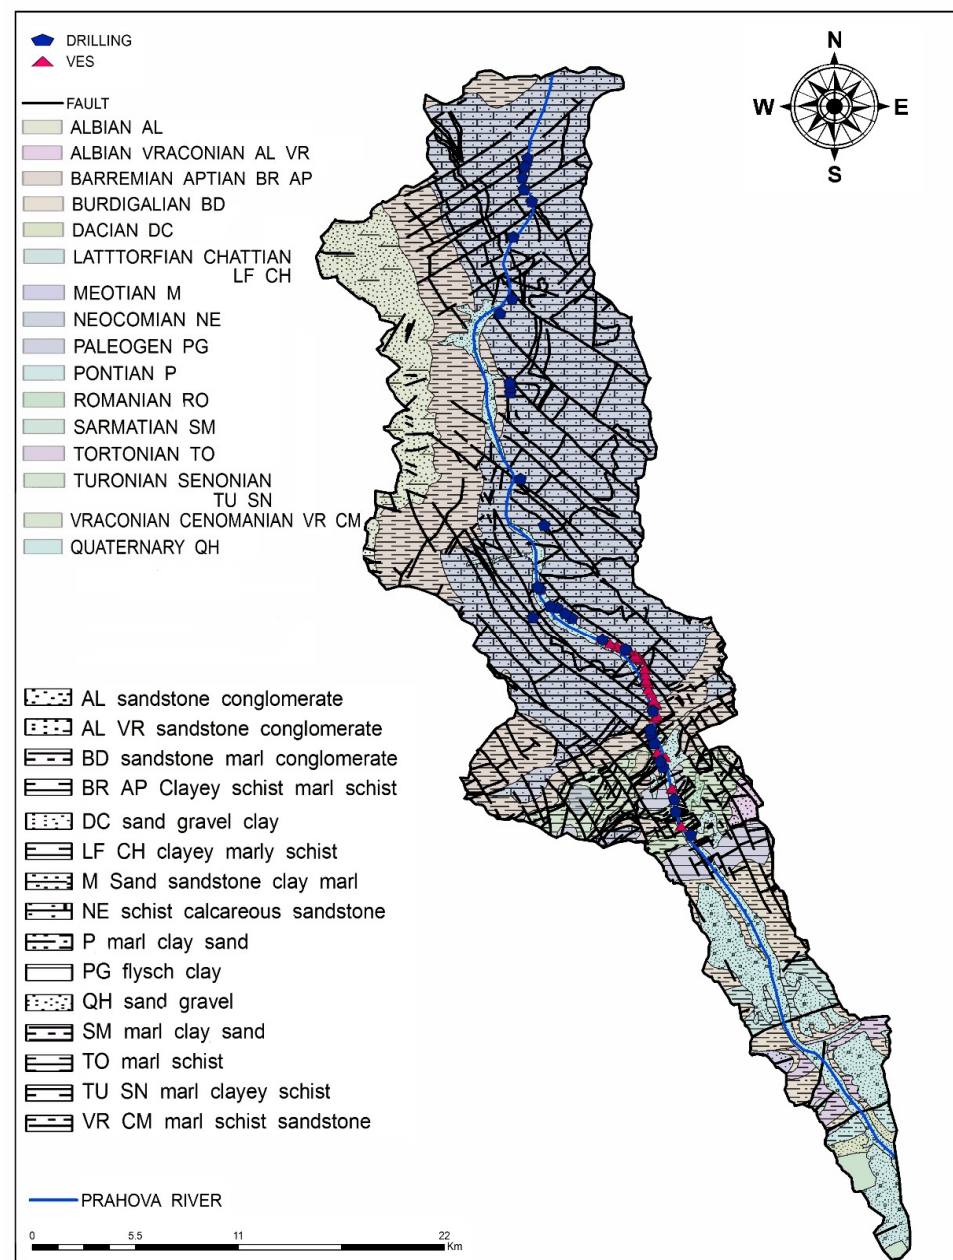 DRILLING
VES
FAULT
ALBIAN AL
ALBIAN VRACONIAN AL VR
BARREMIAN APTIAN BR AP
BURDIGALIAN BD
DACIAN DC
LATTTORFIAN CHATTIAN
LF CH
MEOTIAN M
NEOCOMIAN NE
PALEOGEN PG
PONTIAN P
ROMANIAN RO
SARMATIAN SM
TORTONIAN TO
TURONIAN SENONIAN
TU SN
VRACONIAN CENOMANIAN VR CM
QUATERNARY QH
AL sandstone conglomerate
AL VR sandstone conglomerate
BD sandstone marl conglomerate
BR AP Clayey schist marl schist
DC sand gravel clay
LF CH clayey marly schist
M Sand sandstone clay marl
NE schist calcareous sandstone
P marl clay sand
PG flysch clay
QH sand gravel
SM marl clay sand
TO marl schist
TU SN marl clayey schist
VR CM marl schist sandstone
PRAHOVA RIVER
0 5.5 11 22
Km
N
W E
S